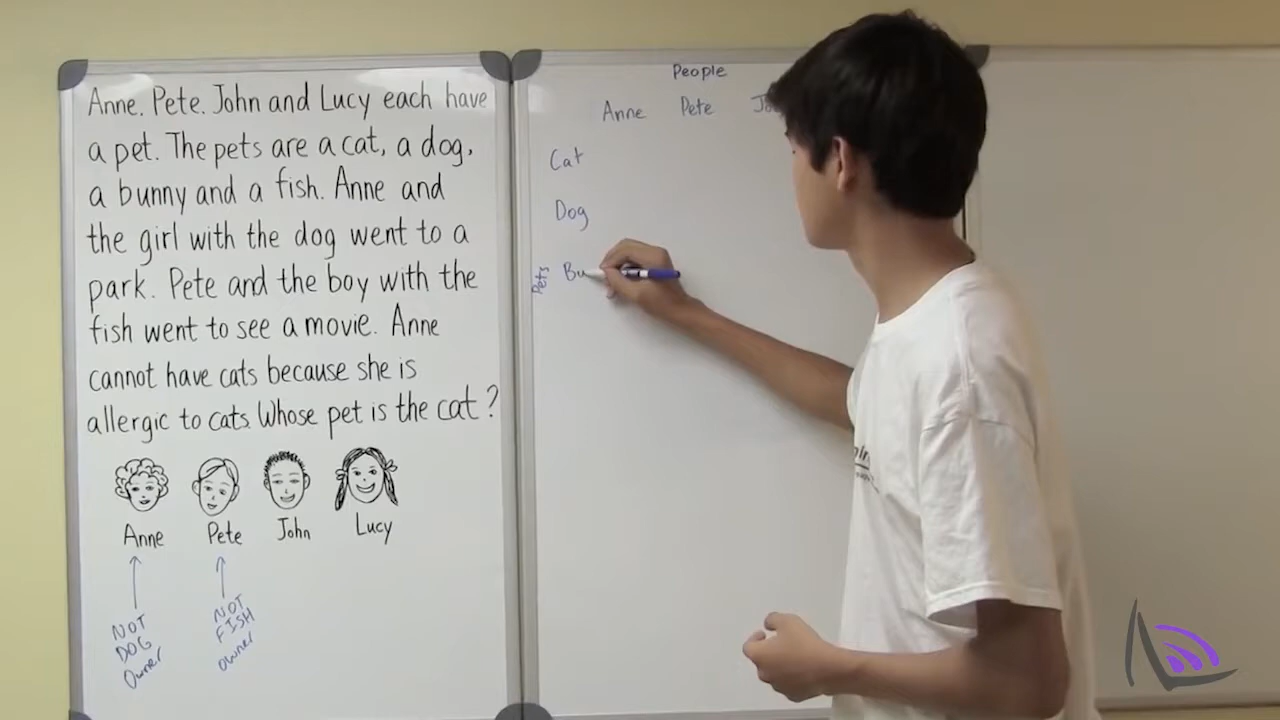 Anne. Pete. John and Lucy each have
a pet. The pets are a cat, a dog,
a bunny and a fish. Anne and
the girl with the dog went to a
park. Pete and the boy with the
fish went to see a movie. Anne
cannot have cats because she is
allergic to cats. Whose pet is the cat?
Anne Pete John Lucy
NOT
DOG
Owner
NOT
FISH
Owner
People
Anne Pete
Cat
Dog
Pets Bu